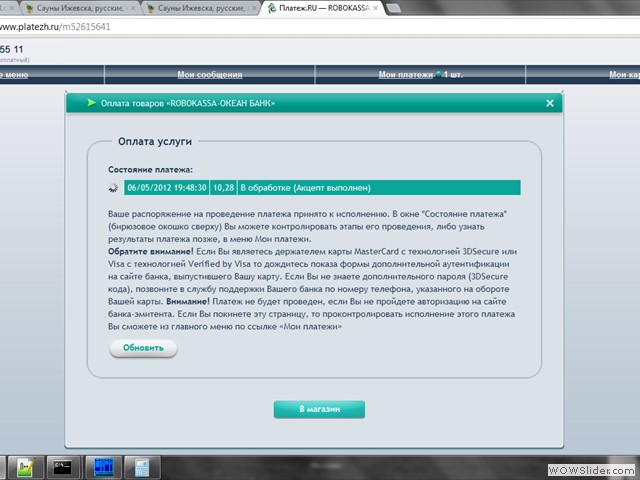 Сауны Ижевска, русские,
Сауны Ижевска, русские,
Платеж.RU — ROBOKASSA
www.platezh.ru/m52615641
55 11
е меню
Мои сообщения
Мои платежи 1 шт.
Мои ка
Оплата товаров «ROBOKASSA-ОКЕАН БАНК»
Оплата услуги
Состояние платежа:
06/05/2012 19:48:30 10,28 В обработке (Акцепт выполнен)
Ваше распоряжение на проведение платежа принято к исполнению. В окне "Состояние платежа"
(бирюзовое окошко сверху) Вы можете контролировать этапы его проведения, либо узнать
результаты платежа позже, в меню Мои платежи.
Обратите внимание! Если Вы являетесь держателем карты MasterCard с технологией 3DSecure или
Visa с технологией Verified by Visa то дождитесь показа формы дополнительной аутентификации
на сайте банка, выпустившего Вашу карту. Если Вы не знаете дополнительного пароля (3DSecure
кода), позвоните в службу поддержки Вашего банка по номеру телефона, указанного на обороте
Вашей карты. Внимание! Платеж не будет проведен, если Вы не пройдете авторизацию на сайте
банка-эмитента. Если Вы покинете эту страницу, то проконтролировать исполнение этого платежа
Вы сможете из главного меню по ссылке «Мои платежи»
Обновить
В магазин
WOWSlider.com